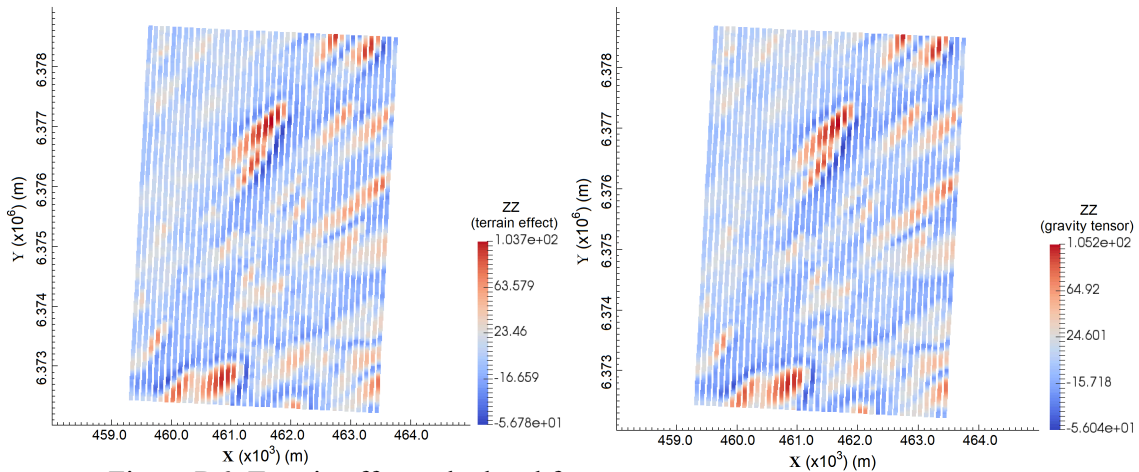 6.378
6.377
6.376
6.375
6.374
6.373
Y (x10⁶) (m)
459.0 460.0 461.0 462.0 463.0 464.0
X (x10³) (m)
ZZ
(terrain effect)
1.037e+02
63.579
23.46
-16.659
-5.678e+01
6.378
6.377
6.376
6.375
6.374
6.373
Y (x10⁶) (m)
459.0 460.0 461.0 462.0 463.0 464.0
X (x10³) (m)
ZZ
(gravity tensor)
1.052e+02
64.92
24.601
-15.718
-5.604e+01